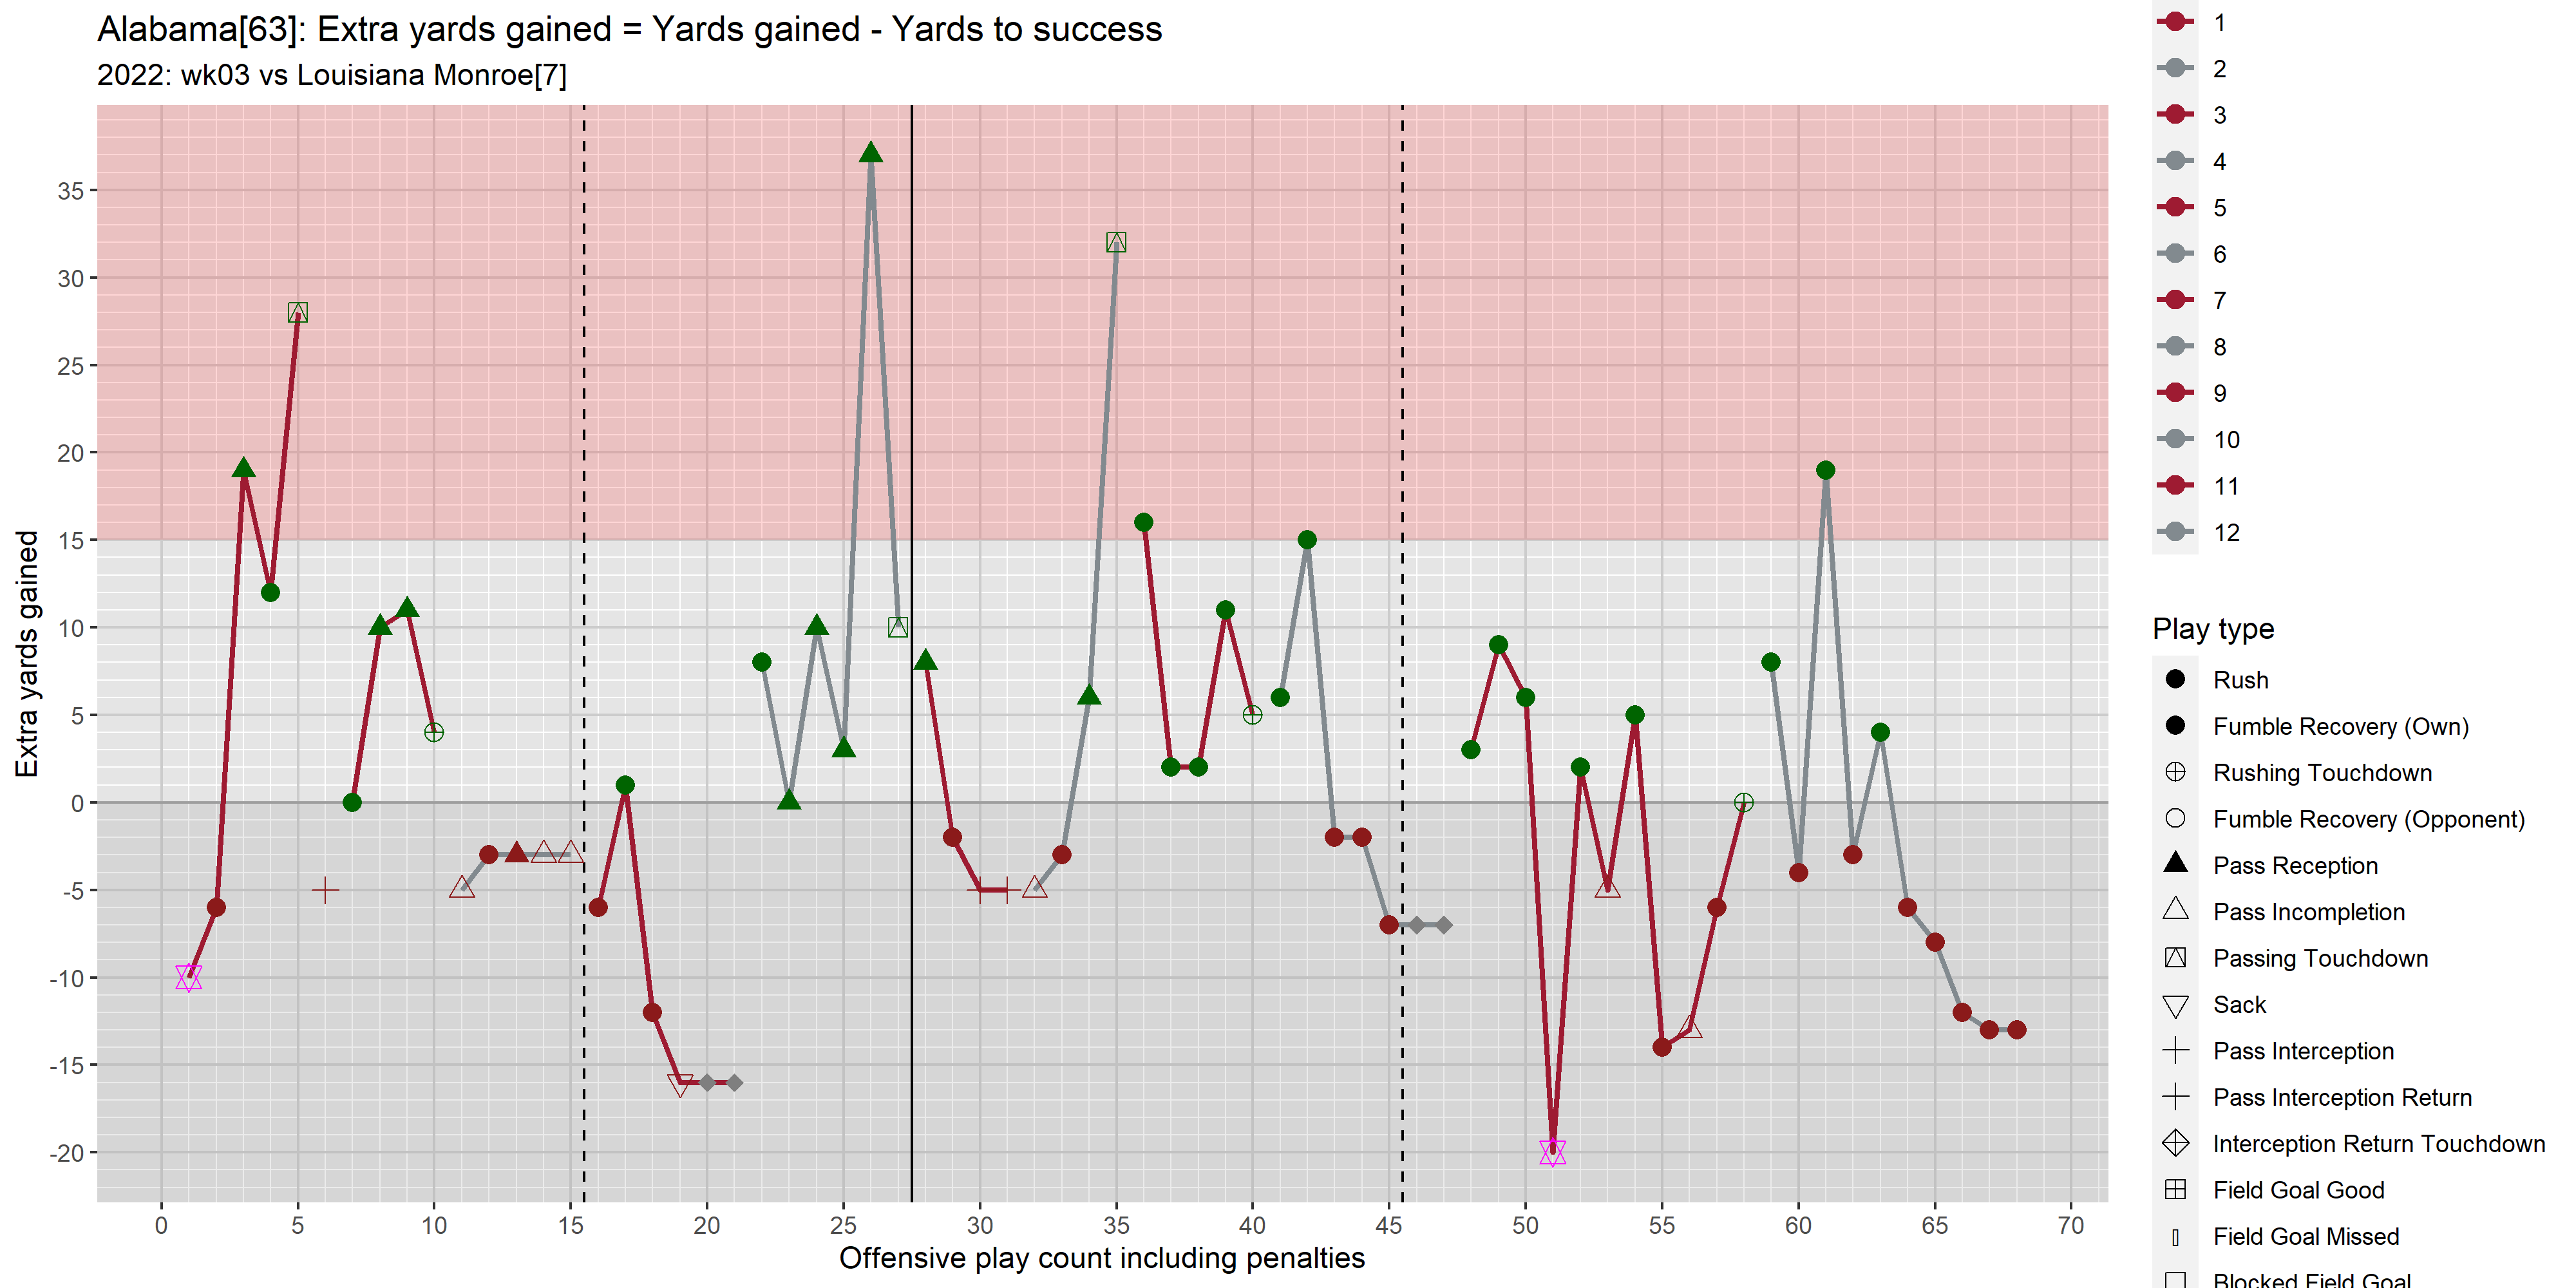 Alabama[63]: Extra yards gained = Yards gained - Yards to success
2022: wk03 vs Louisiana Monroe[7]
Extra yards gained
35
30
25
20
15
10
5
0
-5
-10
-15
-20
0 5 10 15 20 25 30 35 40 45 50 55 60 65 70
Offensive play count including penalties
1
2
3
4
5
6
7
8
9
10
11
12
Play type
Rush
Fumble Recovery (Own)
Rushing Touchdown
Fumble Recovery (Opponent)
Pass Reception
Pass Incompletion
Passing Touchdown
Sack
Pass Interception
Pass Interception Return
Interception Return Touchdown
Field Goal Good
Field Goal Missed
Blocked Field Goal